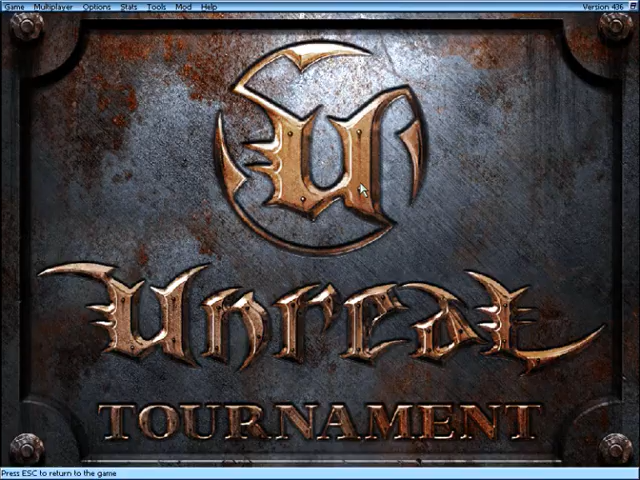 Game Multiplayer Options Stats Tools Mod Help Version 436
U
Unreal
TOURNAMENT
Press ESC to return to the game